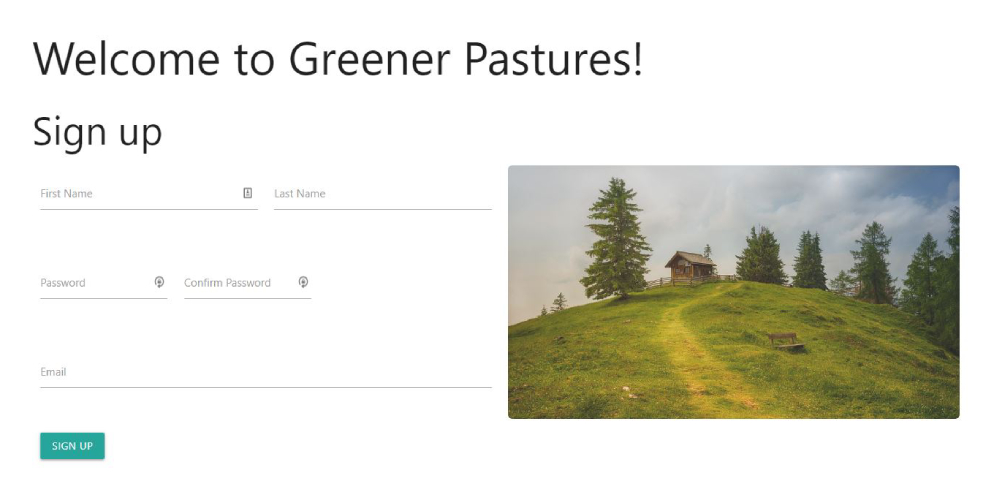 Welcome to Greener Pastures!
Sign up
First Name Last Name
Password Confirm Password
Email
SIGN UP